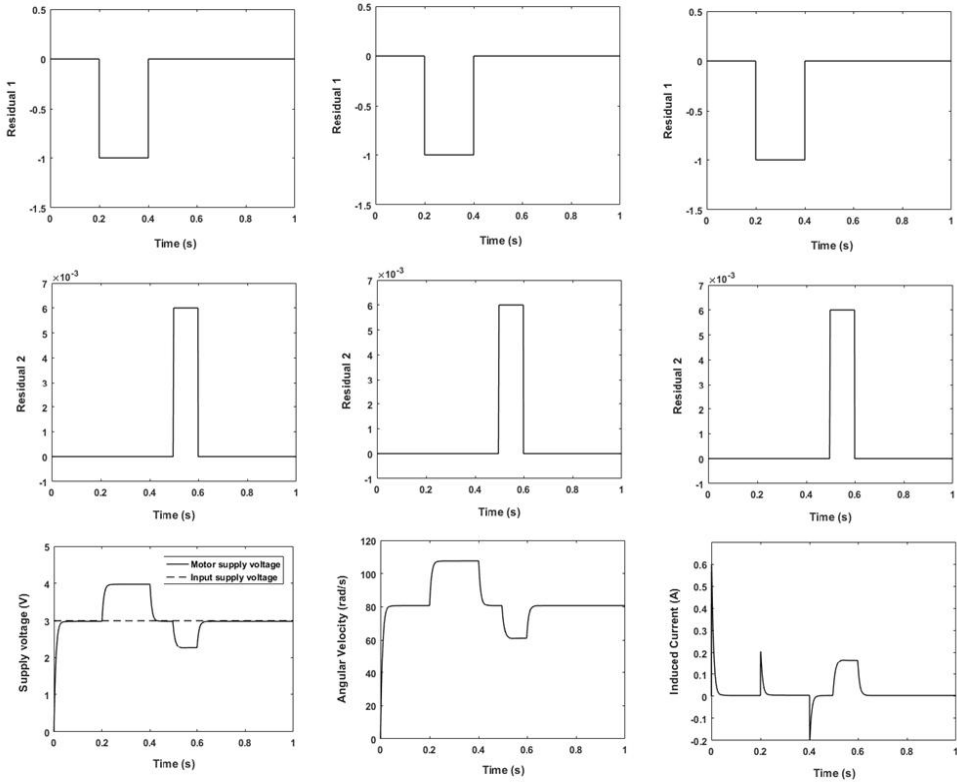 0.5
0
-0.5
-1
-1.5
Residual 1
0 0.2 0.4 0.6 0.8 1
Time (s)
0.5
0
-0.5
-1
-1.5
Residual 1
0 0.2 0.4 0.6 0.8 1
Time (s)
0.5
0
-0.5
-1
-1.5
Residual 1
0 0.2 0.4 0.6 0.8 1
Time (s)
×10-3
7
6
5
4
3
2
1
0
-1
Residual 2
0 0.2 0.4 0.6 0.8 1
Time (s)
×10-3
7
6
5
4
3
2
1
0
-1
Residual 2
0 0.2 0.4 0.6 0.8 1
Time (s)
×10-3
7
6
5
4
3
2
1
0
-1
Residual 2
0 0.2 0.4 0.6 0.8 1
Time (s)
5
4
3
2
1
0
Supply voltage (V)
Motor supply voltage
Input supply voltage
0 0.2 0.4 0.6 0.8 1
Time (s)
120
100
80
60
40
20
0
Angular Velocity (rad/s)
0 0.2 0.4 0.6 0.8 1
Time (s)
0.6
0.5
0.4
0.3
0.2
0.1
0
-0.1
-0.2
Induced Current (A)
0 0.2 0.4 0.6 0.8 1
Time (s)